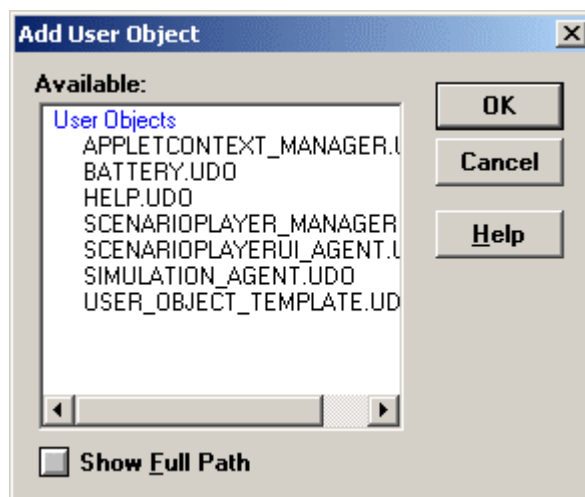 Add User Object
Available:
User Objects
APPLETCONTEXT_MANAGER.U
BATTERY.UDO
HELP.UDO
SCENARIOPLAYER_MANAGER
SCENARIOPLAYERUI_AGENT.U
SIMULATION_AGENT.UDO
USER_OBJECT_TEMPLATE.UD
OK
Cancel
Help
Show Full Path